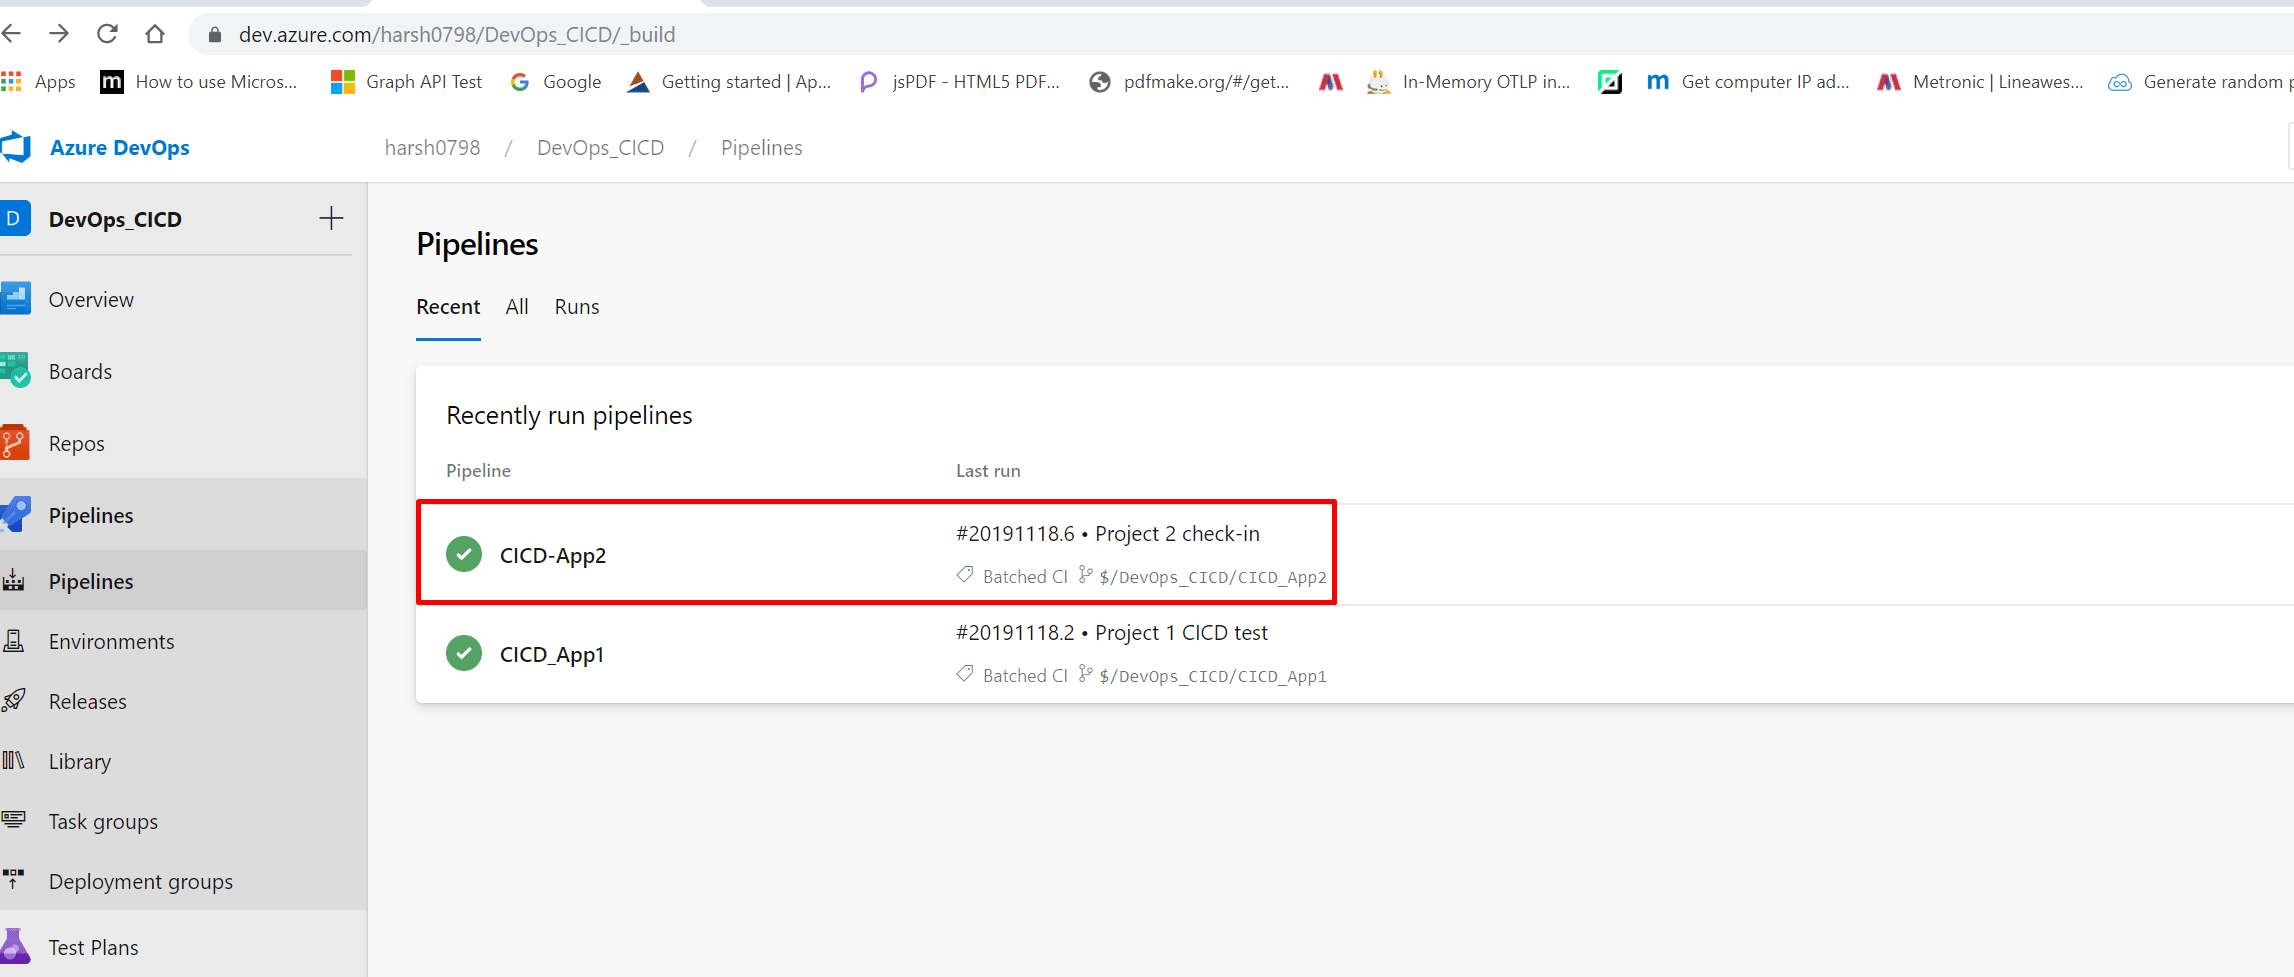 dev.azure.com/harsh0798/DevOps_CICD/_build
Apps m How to use Micros... Graph API Test Google Getting started | Ap... jsPDF - HTML5 PDF... pdfmake.org/#/get... In-Memory OTLP in... m Get computer IP ad... Metronic | Lineawes... Generate random
Azure DevOps harsh0798 / DevOps_CICD / Pipelines
D DevOps_CICD
Overview
Boards
Repos
Pipelines
Pipelines
Environments
Releases
Library
Task groups
Deployment groups
Test Plans
Pipelines
Recent All Runs
Recently run pipelines
Pipeline Last run
CICD-App2 #20191118.6 • Project 2 check-in
Batched CI $/DevOps_CICD/CICD_App2
CICD_App1 #20191118.2 • Project 1 CICD test
Batched CI $/DevOps_CICD/CICD_App1